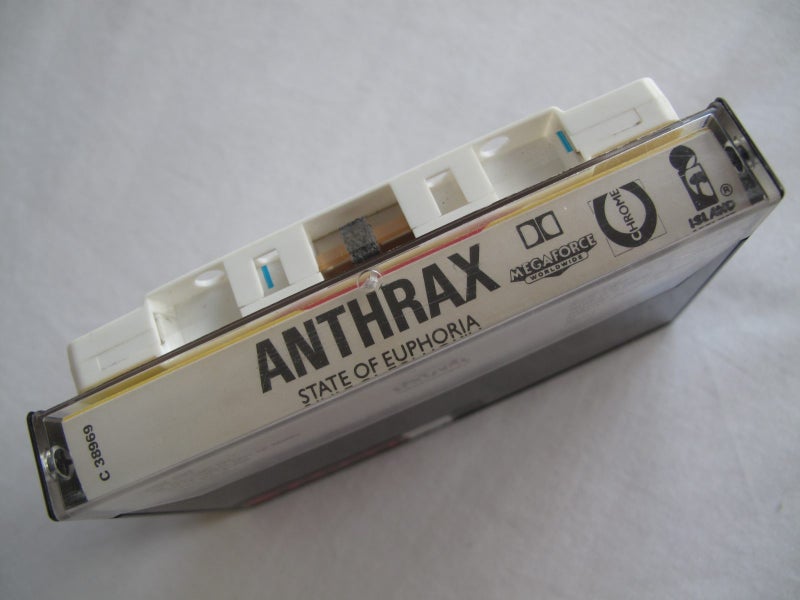 C 38969
ANTHRAX
STATE OF EUPHORIA
MEGAFORCE
WORLDWIDE
CHROME
ISLAND
®